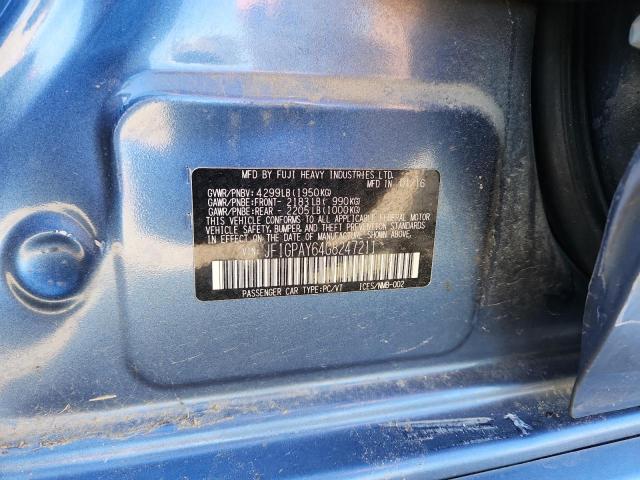 MFD BY FUJI HEAVY INDUSTRIES LTD.
MFD IN 01/16
GVWR/PNBV: 4299LB(1950KG)
GAWR/PNBE:FRONT- 2183LB( 990KG)
GAWR/PNBE:REAR - 2205LB(1000KG)
THIS VEHICLE CONFORMS TO ALL APPLICABLE FEDERAL MOTOR
VEHICLE SAFETY, BUMPER, AND THEFT PREVENTION
STANDARDS IN EFFECT ON THE DATE
OF MANUFACTURE SHOWN ABOVE.
VIN: JF1GPAY64G8247211
PASSENGER CAR TYPE:PC/VT ICES/NMB-002